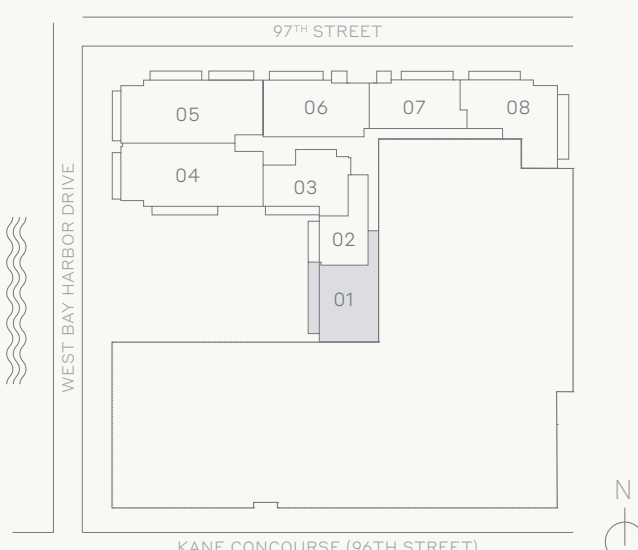 97TH STREET
05
06
07
08
04
03
02
01
WEST BAY HARBOR DRIVE
N
KANE CONCOURSE (96TH STREET)